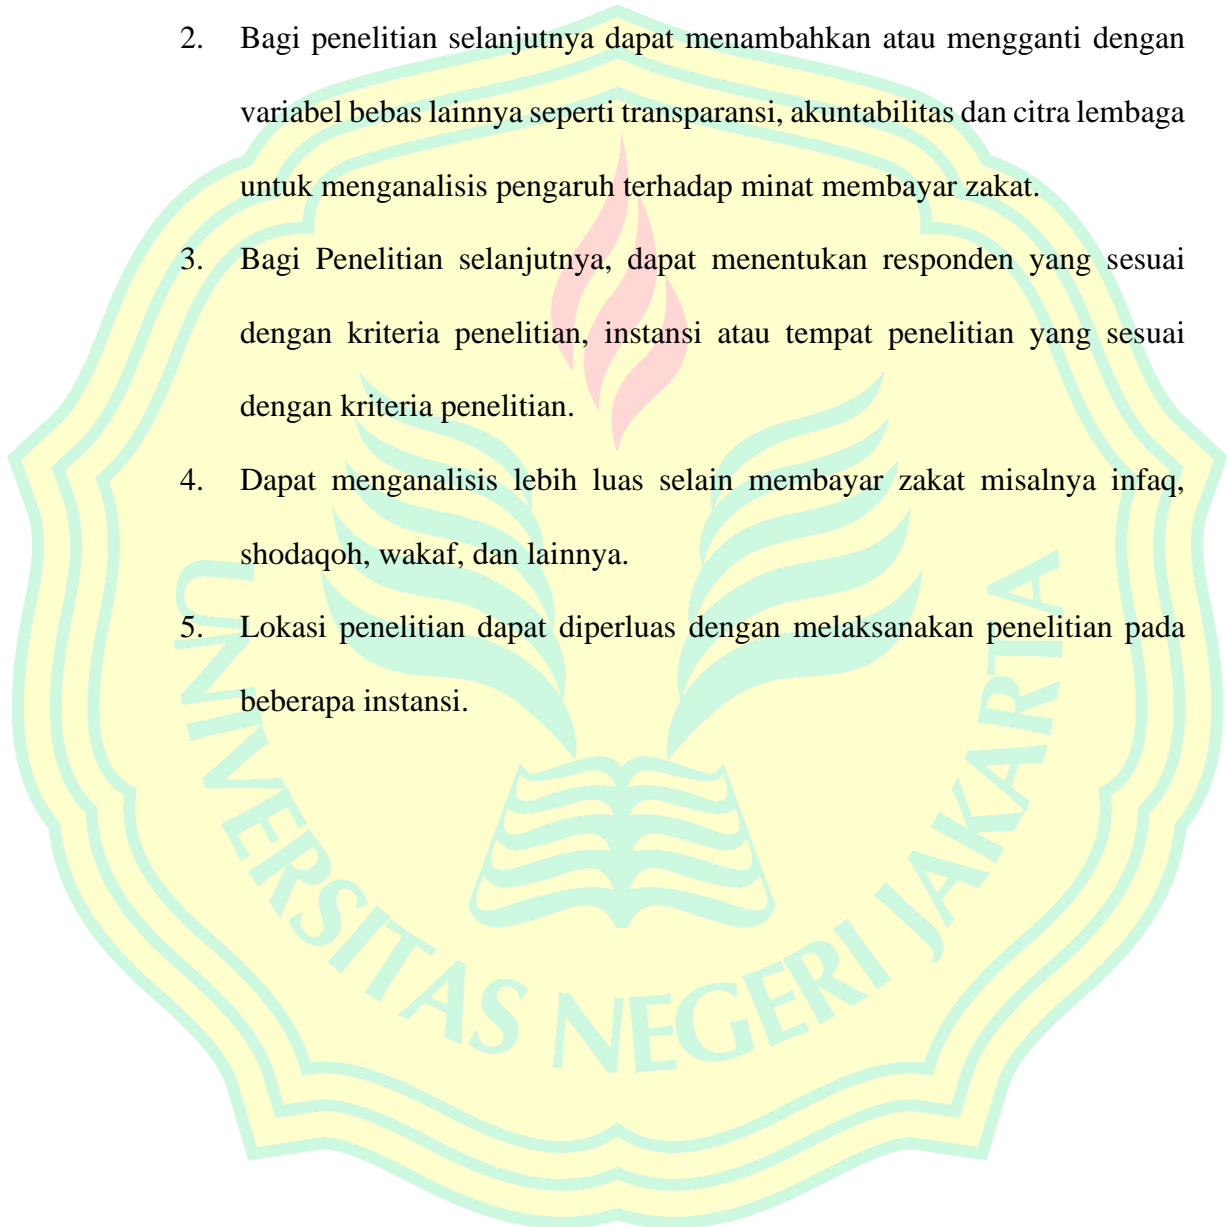 2. Bagi penelitian selanjutnya dapat menambahkan atau mengganti dengan
variabel bebas lainnya seperti transparansi, akuntabilitas dan citra lembaga
untuk menganalisis pengaruh terhadap minat membayar zakat.
3. Bagi Penelitian selanjutnya, dapat menentukan responden yang sesuai
dengan kriteria penelitian, instansi atau tempat penelitian yang sesuai
dengan kriteria penelitian.
4. Dapat menganalisis lebih luas selain membayar zakat misalnya infaq,
shodaqoh, wakaf, dan lainnya.
5. Lokasi penelitian dapat diperluas dengan melaksanakan penelitian pada
beberapa instansi.
UNIVERSITAS NEGERI JAKARTA